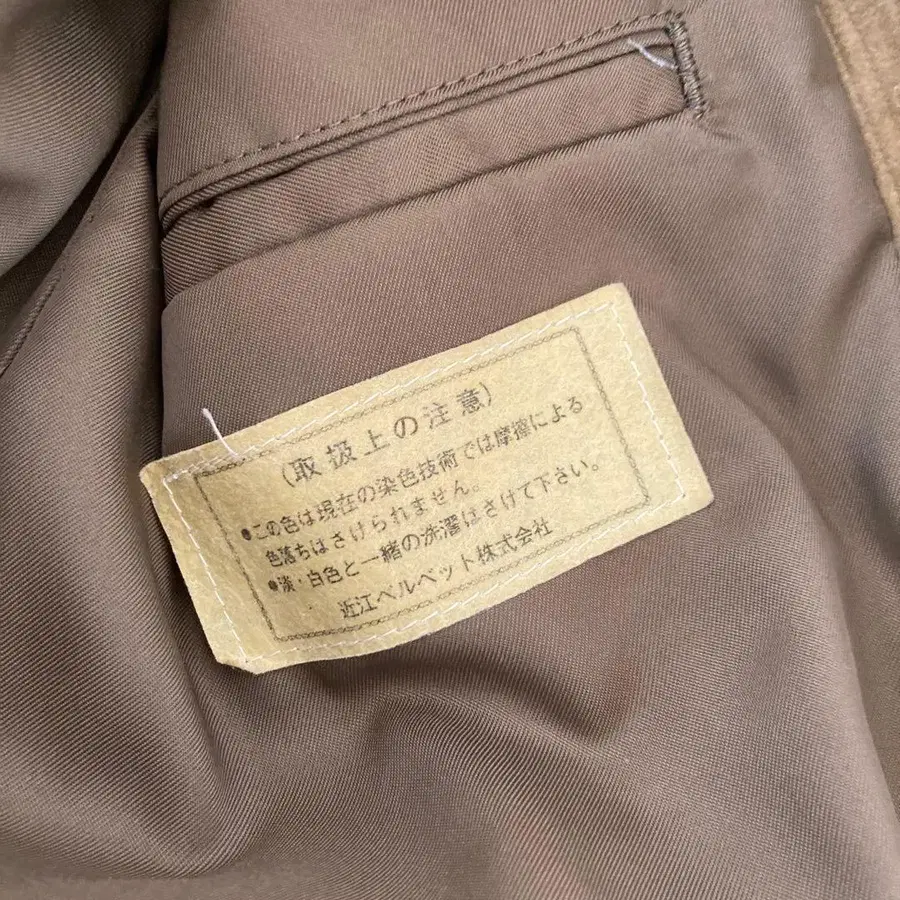 (取扱上の注意)
●この色は現在の染色技術では摩擦による
色落ちはさけられません。
●淡・白色と一緒の洗濯はさけて下さい。
近江ベルベット株式会社